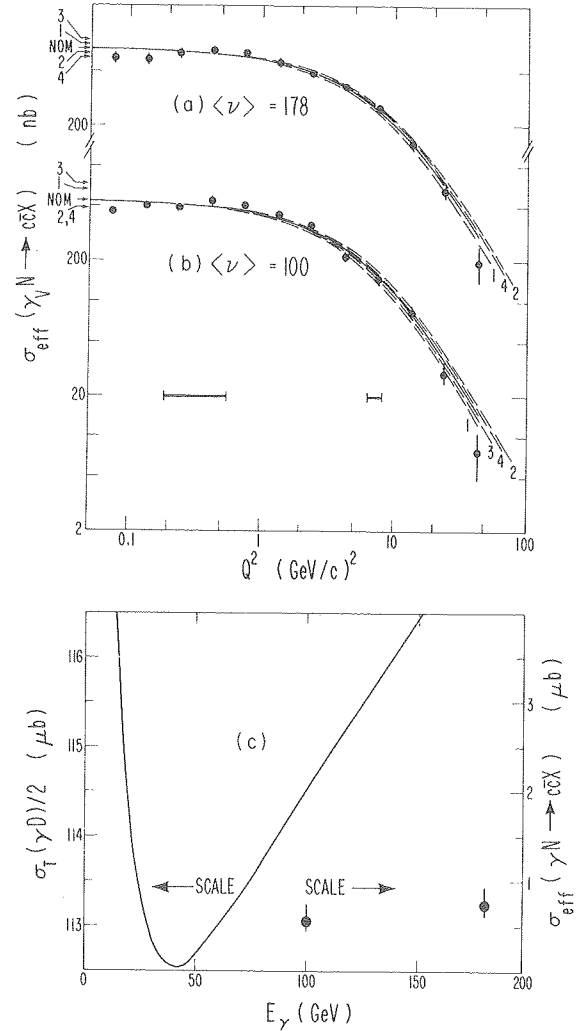 3
1
NOM
2
4
200
(a) ⟨ν⟩ = 178
3
1
NOM
2,4
200
(b) ⟨ν⟩ = 100
20
2
σeff (γV N → cc̄X) (nb)
1 4 2
1 3 4 2
0.1 1 10 100
Q² (GeV/c)²
116
115
114
113
σT (γD)/2 (μb)
(c)
3
2
1
σeff (γN → cc̄X) (μb)
← SCALE SCALE →
0 50 100 150 200
Eγ (GeV)